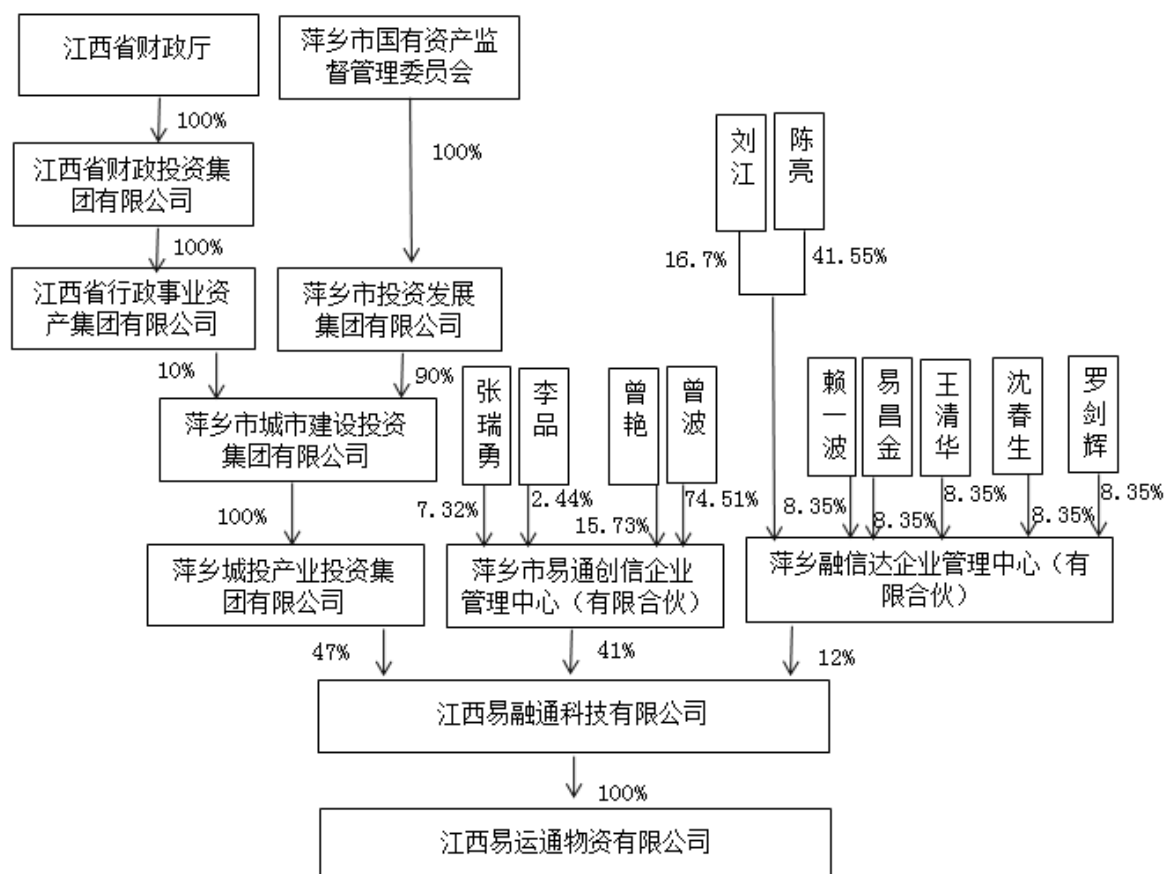 江西省财政厅
萍乡市国有资产监
督管理委员会
100%
100%
江西省财政投资集
团有限公司
刘江
陈亮
100%
16.7%
41.55%
江西省行政事业资
产集团有限公司
萍乡市投资发展
集团有限公司
10%
90%
张瑞勇
李品
曾艳
曾波
赖一波
易昌金
王清华
沈春生
罗剑辉
萍乡市城市建设投资
集团有限公司
100%
7.32%
2.44%
15.73%
74.51%
8.35%
8.35%
8.35%
8.35%
8.35%
萍乡城投产业投资集
团有限公司
萍乡市易通创信企业
管理中心（有限合伙）
萍乡融信达企业管理中心（有
限合伙）
47%
41%
12%
江西易融通科技有限公司
100%
江西易运通物资有限公司